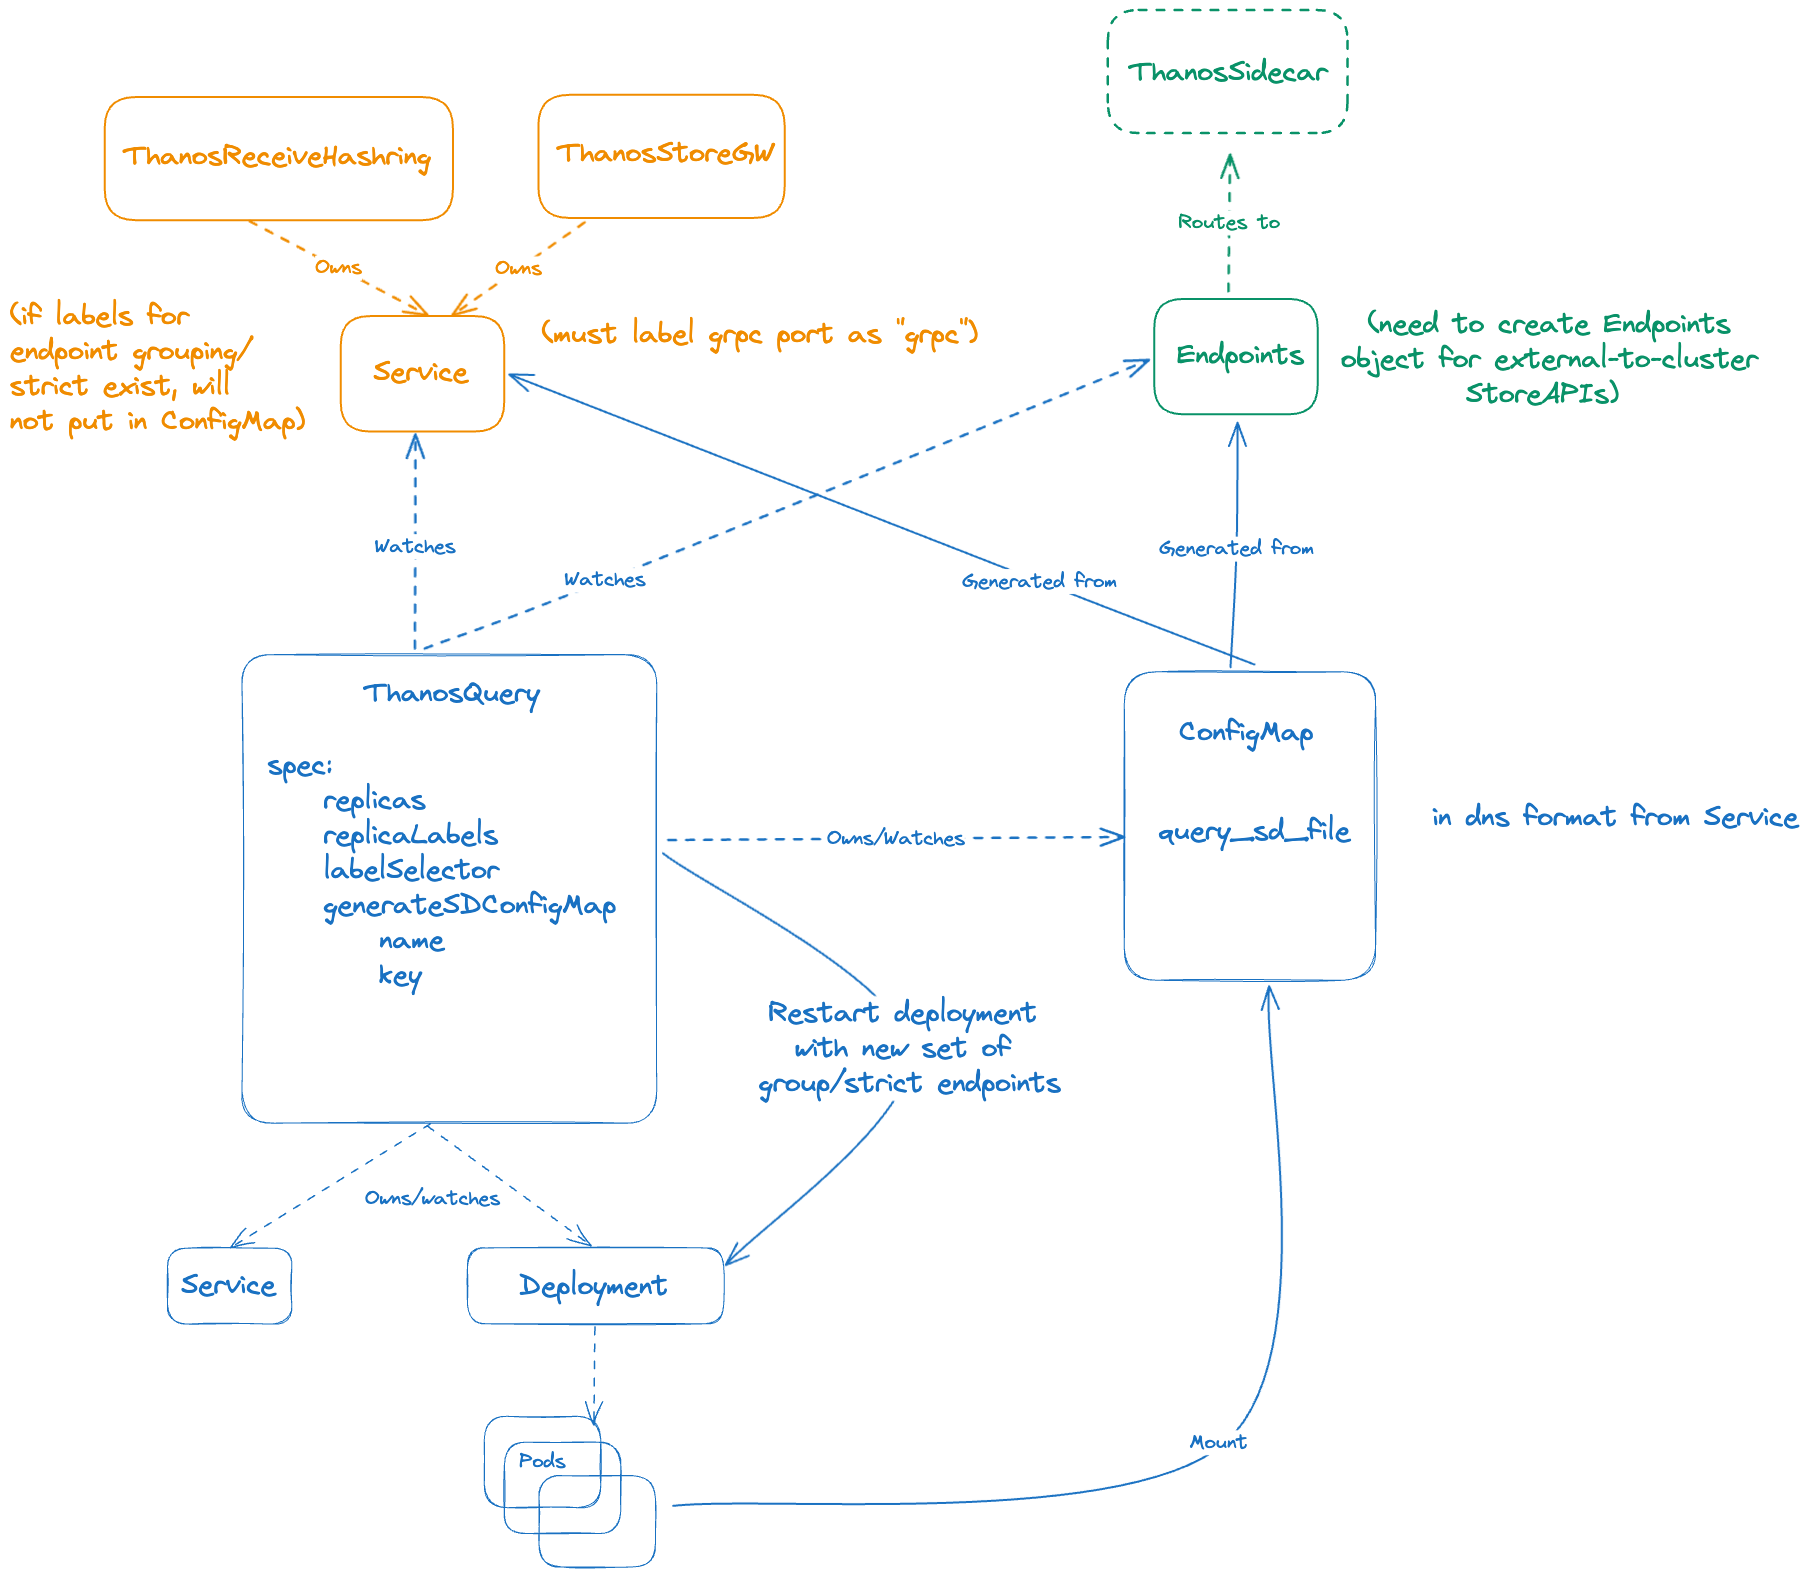 ThanosSidecar
ThanosReceiveHashring
ThanosStoreGW
Routes to
Owns
Owns
(if labels for
endpoint grouping/
strict exist, will
not put in ConfigMap)
Service
(must label grpc port as "grpc")
Endpoints
(need to create Endpoints
object for external-to-cluster
StoreAPIs)
Watches
Watches
Generated from
Generated from
ThanosQuery
spec:
replicas
replicaLabels
labelSelector
generateSDConfigMap
name
key
Owns/Watches
ConfigMap
query_sd_file
in dns format from Service
Restart deployment
with new set of
group/strict endpoints
Owns/watches
Service
Deployment
Pods
Mount